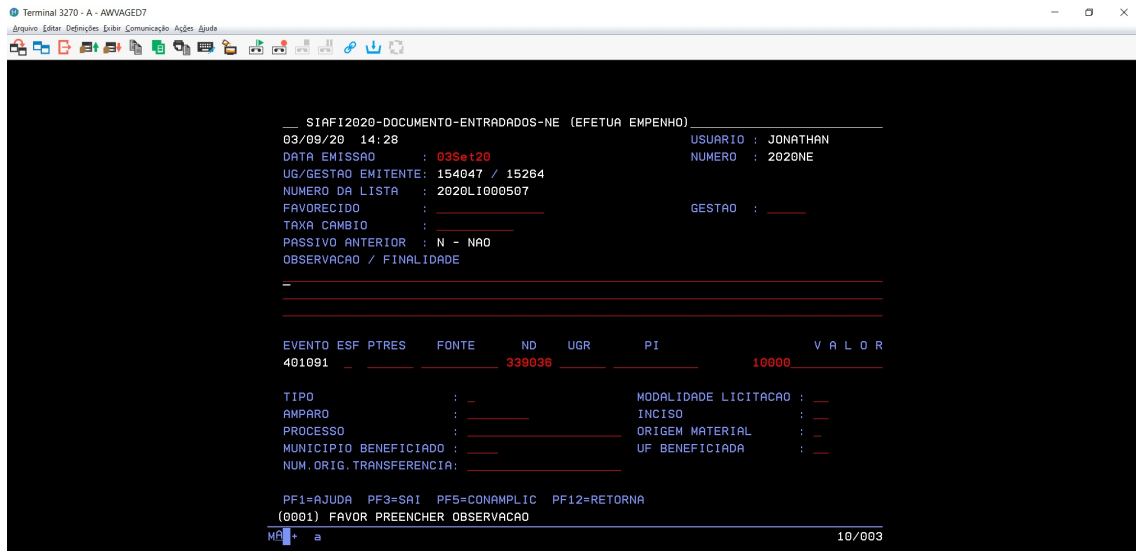 Terminal 3270 - A - AWVAGED7
Arquivo Editar Definições Exibir Comunicação Ações Ajuda
__ SIAFI2020-DOCUMENTO-ENTRADADOS-NE (EFETUA EMPENHO)
03/09/20 14:28 USUARIO : JONATHAN
DATA EMISSAO : 03Set20 NUMERO : 2020NE
UG/GESTAO EMITENTE: 154047 / 15264
NUMERO DA LISTA : 2020LI000507
FAVORECIDO : GESTAO :
TAXA CAMBIO :
PASSIVO ANTERIOR : N - NAO
OBSERVACAO / FINALIDADE
EVENTO ESF PTRES FONTE ND UGR PI V A L O R
401091 339036 10000
TIPO : MODALIDADE LICITACAO :
AMPARO : INCISO :
PROCESSO : ORIGEM MATERIAL :
MUNICIPIO BENEFICIADO : UF BENEFICIADA :
NUM.ORIG.TRANSFERENCIA:
PF1=AJUDA PF3=SAI PF5=CONAMPLIC PF12=RETORNA
(0001) FAVOR PREENCHER OBSERVACAO
MA + a 10/003